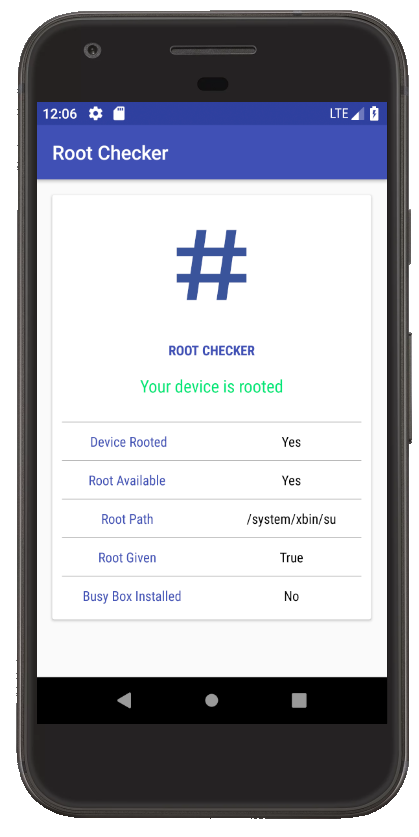 12:06 LTE
Root Checker
#
ROOT CHECKER
Your device is rooted
Device Rooted Yes
Root Available Yes
Root Path /system/xbin/su
Root Given True
Busy Box Installed No